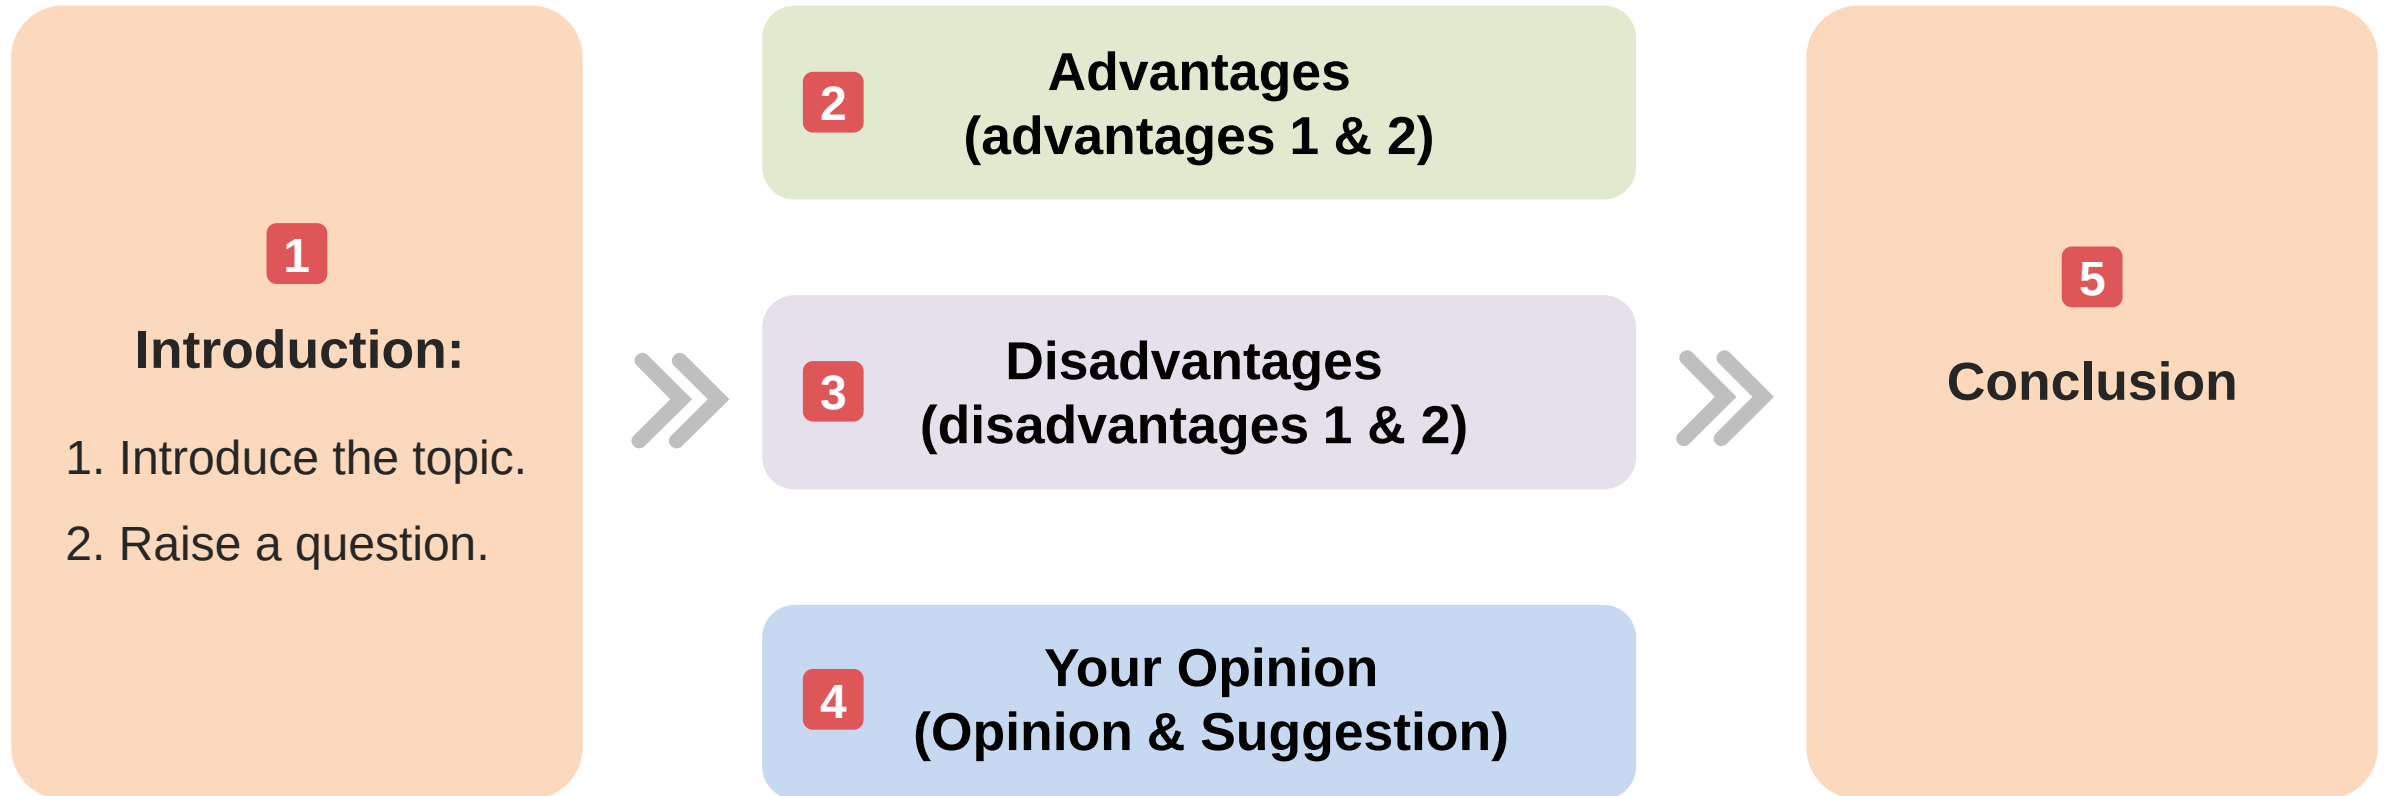 1
Introduction:
1. Introduce the topic.
2. Raise a question.
2
Advantages
(advantages 1 & 2)
3
Disadvantages
(disadvantages 1 & 2)
4
Your Opinion
(Opinion & Suggestion)
5
Conclusion